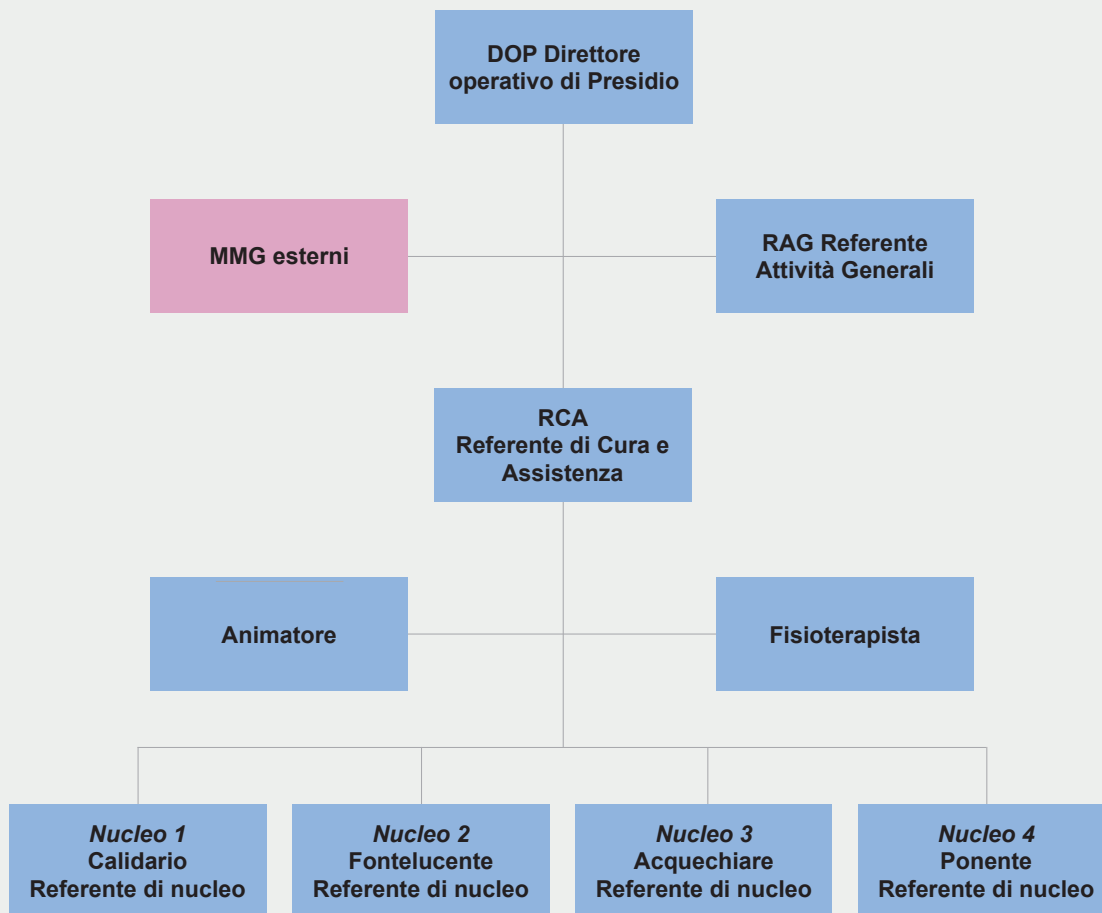 DOP Direttore
operativo di Presidio
MMG esterni
RAG Referente
Attività Generali
RCA
Referente di Cura e
Assistenza
Animatore
Fisioterapista
Nucleo 1
Calidario
Referente di nucleo
Nucleo 2
Fontelucente
Referente di nucleo
Nucleo 3
Acquechiare
Referente di nucleo
Nucleo 4
Ponente
Referente di nucleo